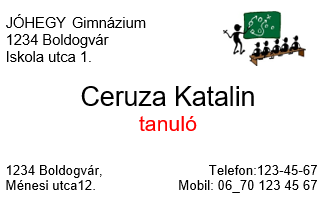 JÓHEGY Gimnázium
1234 Boldogvár
Iskola utca 1.
Ceruza Katalin
tanuló
1234 Boldogvár,
Ménesi utca12.
Telefon:123-45-67
Mobil: 06_70 123 45 67